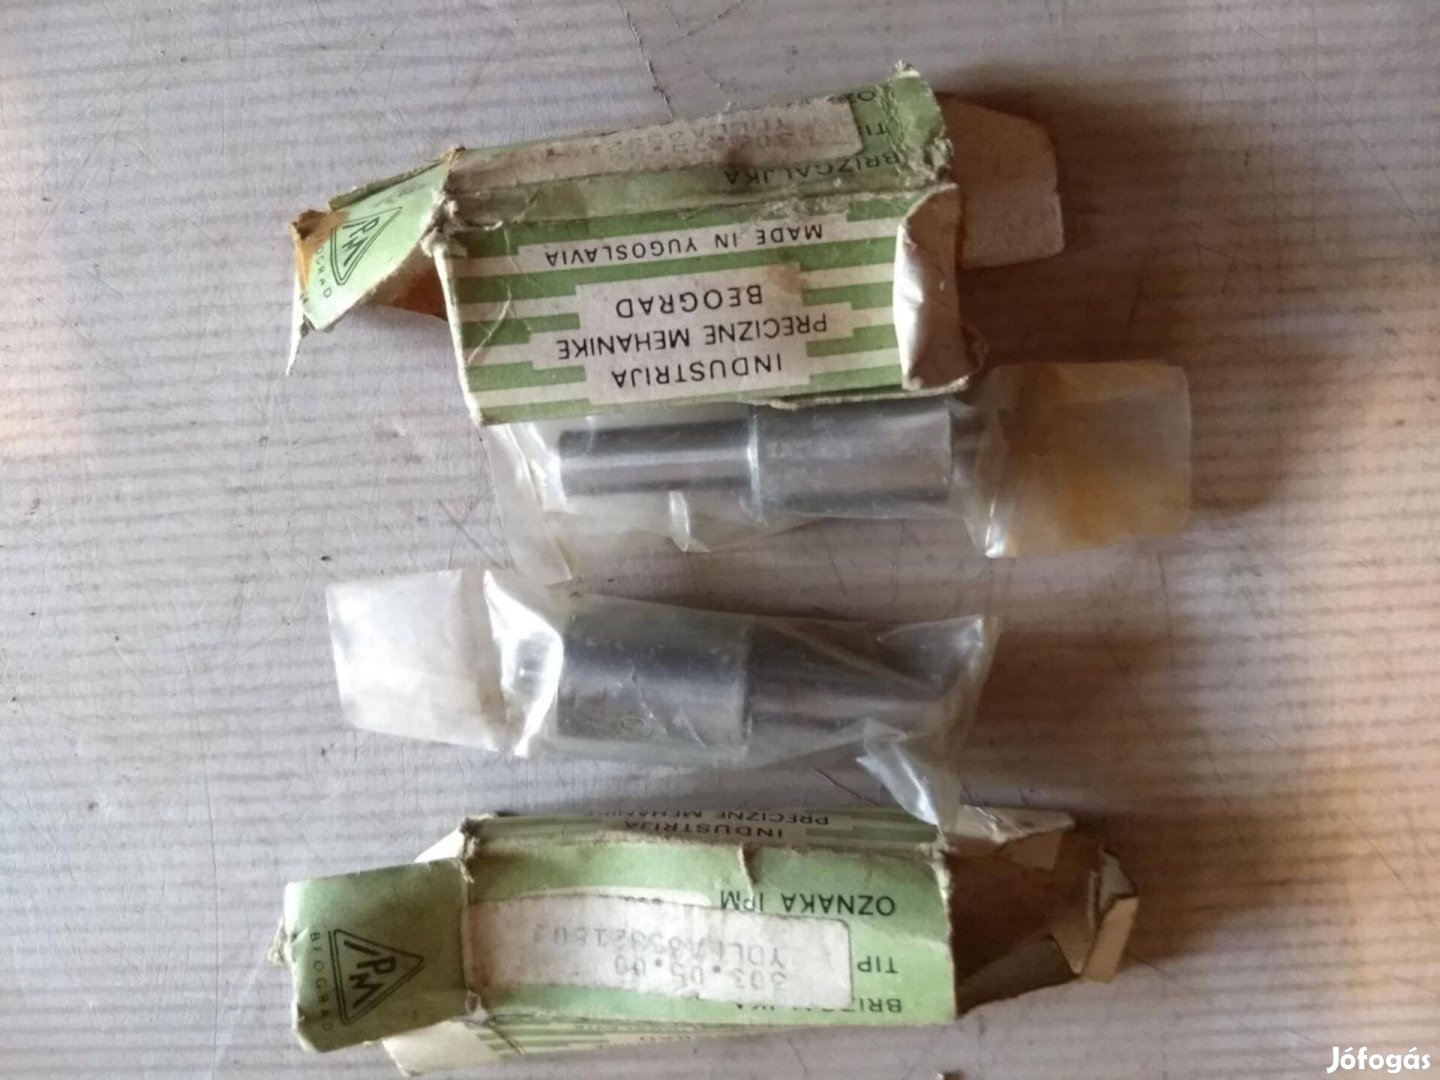 BRIZGALJKA
TIP
IPM
BEOGRAD
INDUSTRIJA
PRECIZNE MEHANIKE
BEOGRAD
MADE IN YUGOSLAVIA
INDUSTRIJA
PRECIZNE MEHANIKE
303.05.00
TIP
OZNAKA IPM
IPM
BEOGRAD
Jófogás